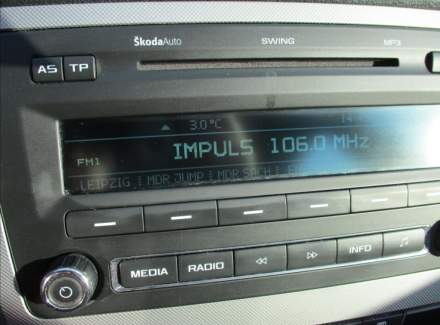 ŠkodaAuto SWING MP3
AS TP
3.0°C
FM1 IMPULS 106.0 MHz
LEIPZIG | MDR JUMP | MDR
MEDIA RADIO INFO